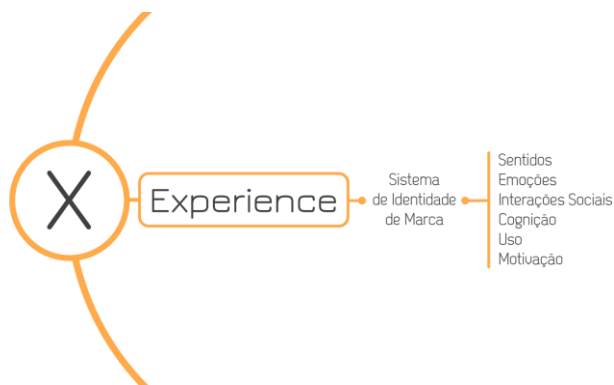 X
Experience
Sistema
de Identidade
de Marca
Sentidos
Emoções
Interações Sociais
Cognição
Uso
Motivação